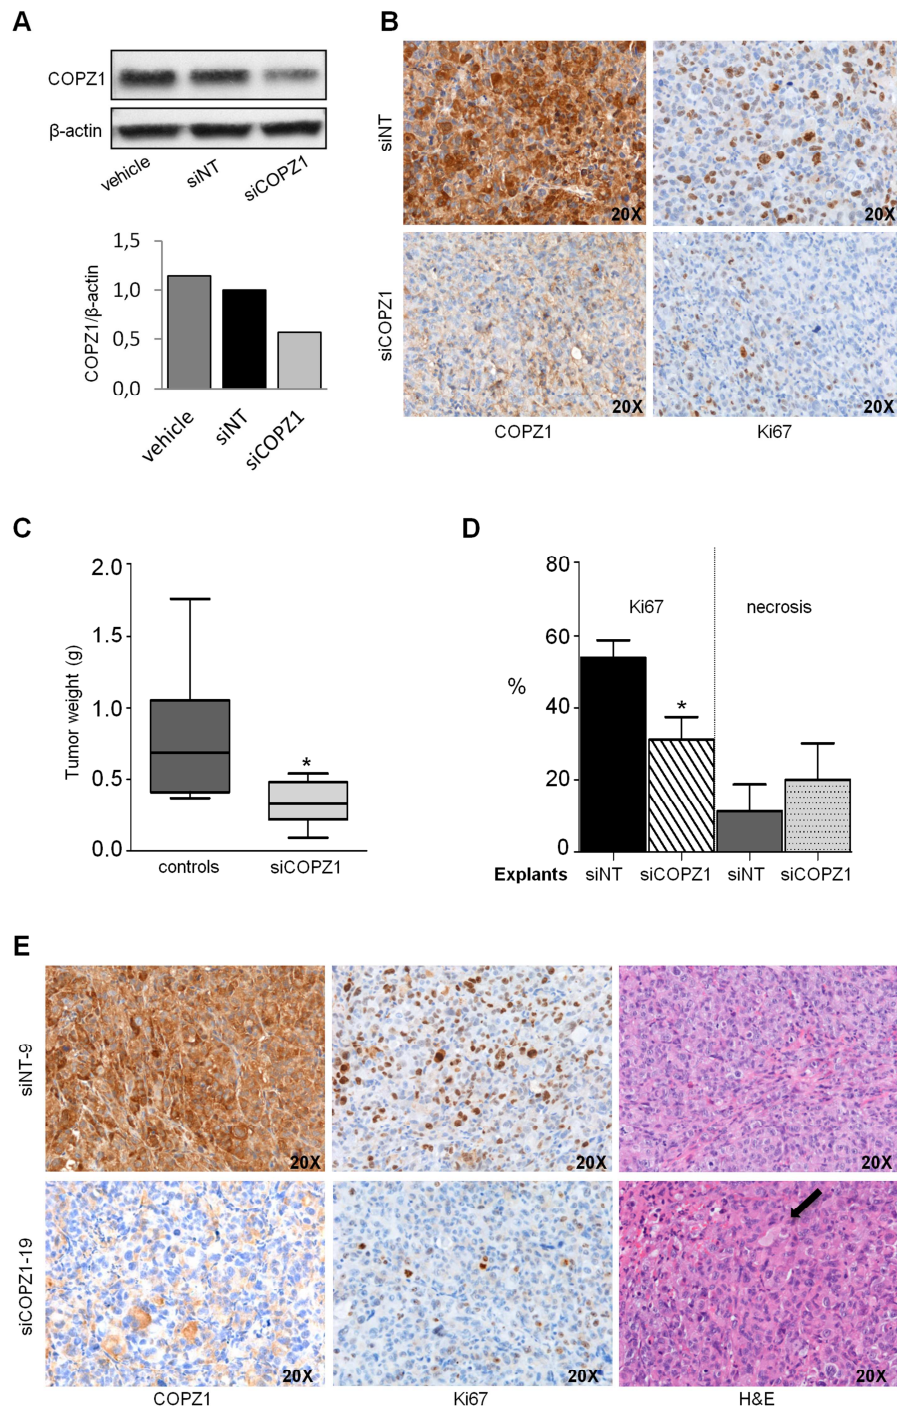 A
COPZ1
β-actin
vehicle siNT siCOPZ1
1,5
1,0
0,5
0,0
COPZ1/β-actin
vehicle siNT siCOPZ1
B
siNT
20X 20X
siCOPZ1
20X 20X
COPZ1 Ki67
C
2.0
1.5
1.0
0.5
0.0
Tumor weight (g)
*
controls siCOPZ1
D
80
60
40
20
0
%
Ki67 necrosis
*
Explants siNT siCOPZ1 siNT siCOPZ1
E
siNT-9
20X 20X 20X
siCOPZ1-19
20X 20X 20X
COPZ1 Ki67 H&E